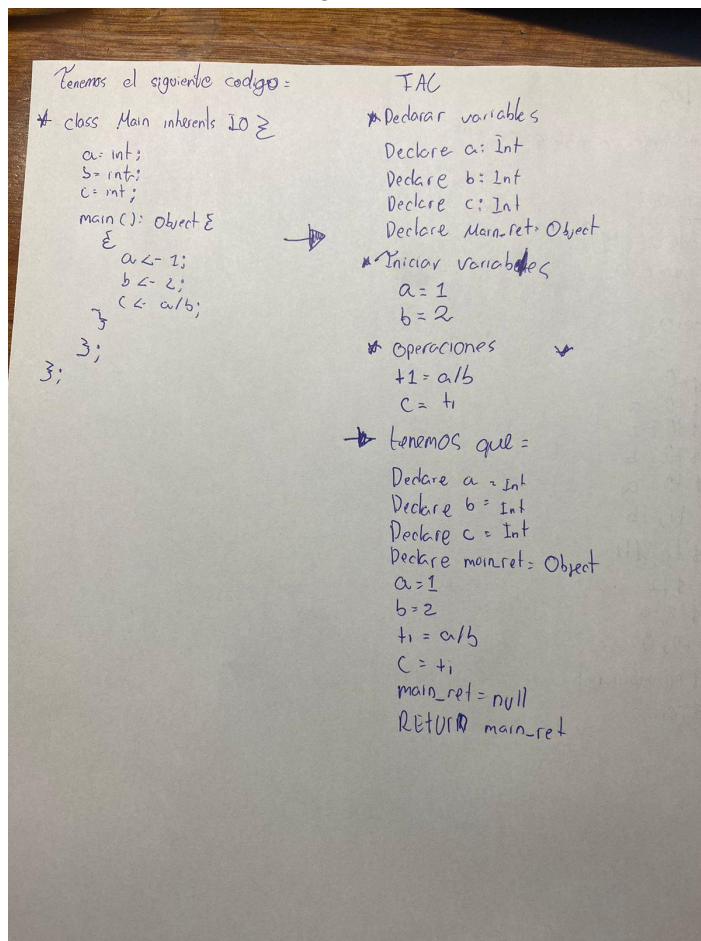 Tenemos el siguiente codigo =
* class Main inherents IO {
a= int;
b= int;
c= int;
main(): Object {
{
a <- 1;
b <- 2;
c <- a/b;
}
};
};
TAC
* Declarar variables
Declare a: Int
Declare b: Int
Declare c: Int
Declare Main_ret: Object
* Iniciar variables
a = 1
b = 2
* operaciones
t1 = a/b
c = t1
tenemos que =
Declare a = Int
Declare b = Int
Declare c = Int
Declare main_ret = Object
a = 1
b = 2
t1 = a/b
c = t1
main_ret = null
RETURN main_ret